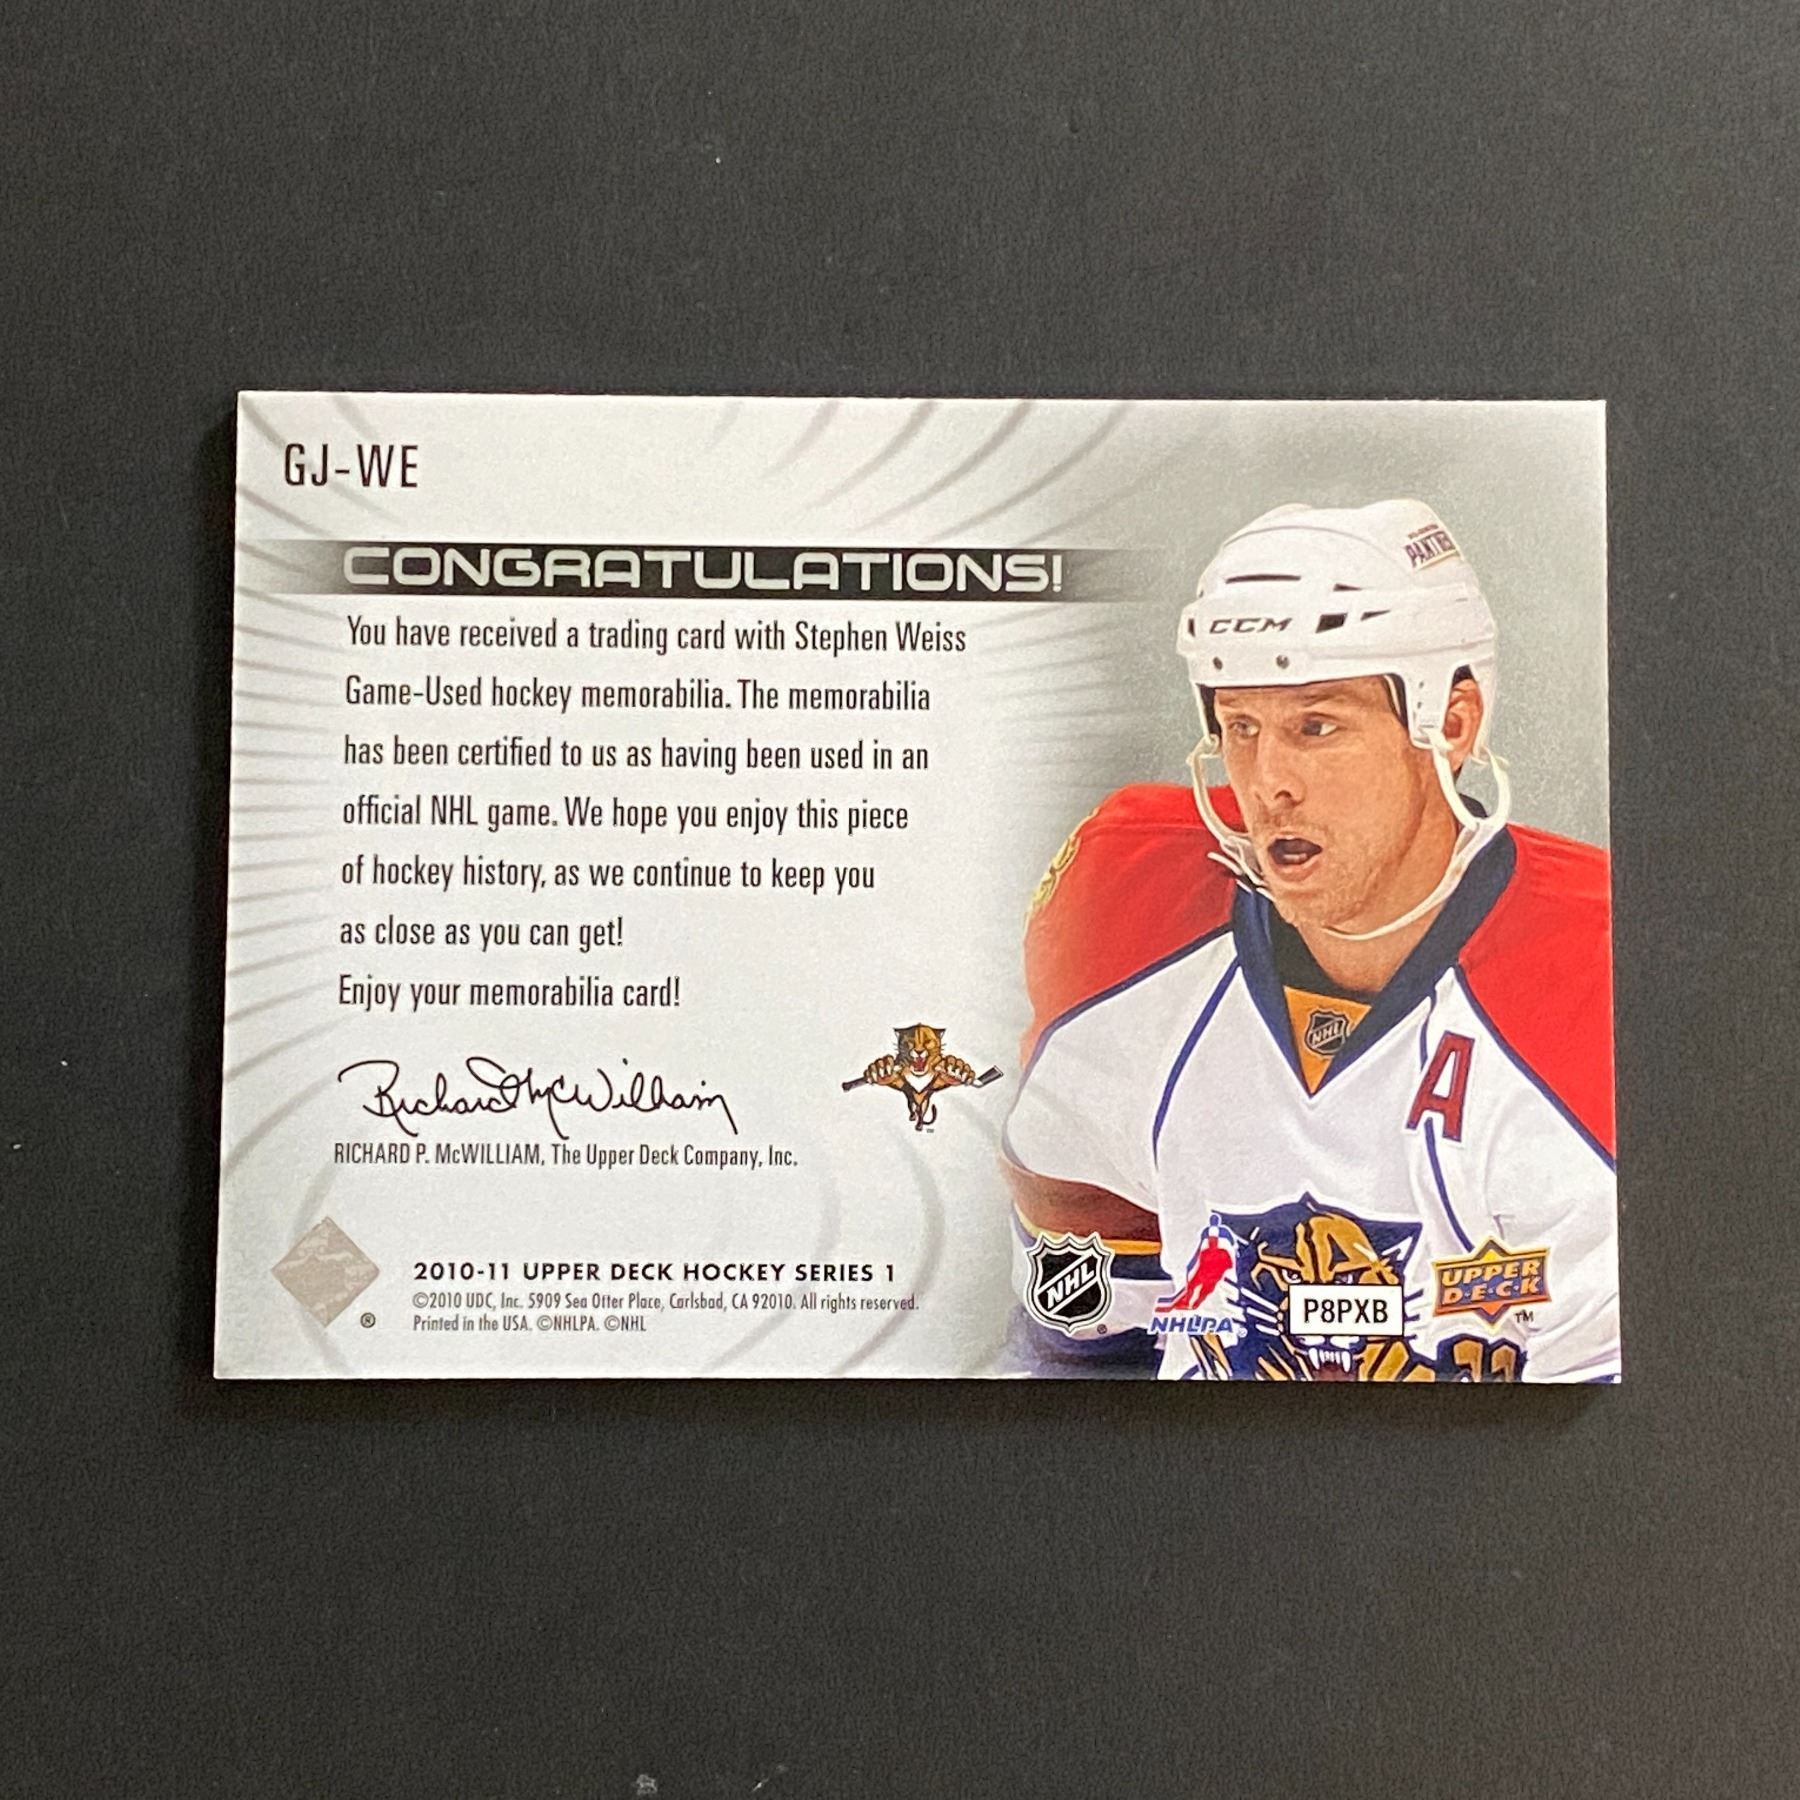 GJ-WE
CONGRATULATIONS!
You have received a trading card with Stephen Weiss
Game-Used hockey memorabilia. The memorabilia
has been certified to us as having been used in an
official NHL game. We hope you enjoy this piece
of hockey history, as we continue to keep you
as close as you can get!
Enjoy your memorabilia card!
Richard P. McWilliam
RICHARD P. McWILLIAM, The Upper Deck Company, Inc.
®
2010-11 UPPER DECK HOCKEY SERIES 1
©2010 UDC, Inc. 5909 Sea Otter Place, Carlsbad, CA 92010. All rights reserved.
Printed in the USA. ©NHLPA. ©NHL
PANTHERS
CCM
NHL
A
NHL
NHLPA
P8PXB
UPPER
D·E·C·K
TM